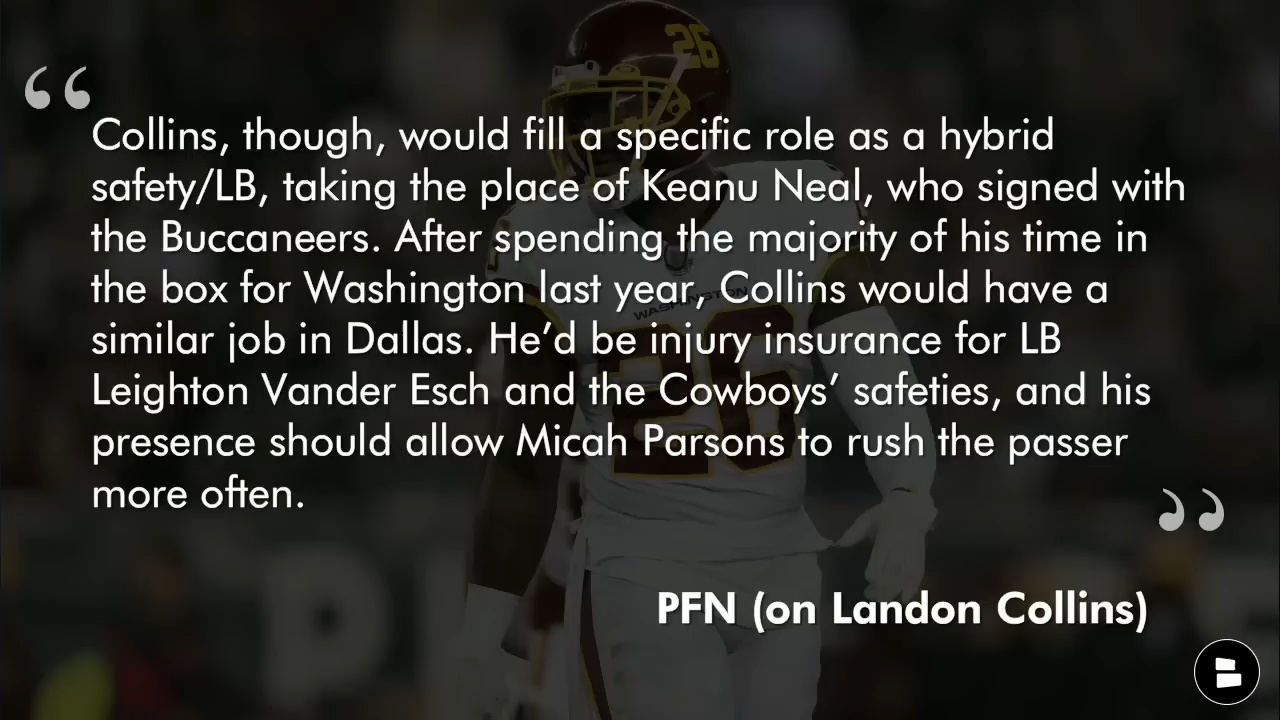 26
“
Collins, though, would fill a specific role as a hybrid
safety/LB, taking the place of Keanu Neal, who signed with
the Buccaneers. After spending the majority of his time in
the box for Washington last year, Collins would have a
similar job in Dallas. He’d be injury insurance for LB
Leighton Vander Esch and the Cowboys’ safeties, and his
presence should allow Micah Parsons to rush the passer
more often.
”
WASHINGTON
26
PFN (on Landon Collins)